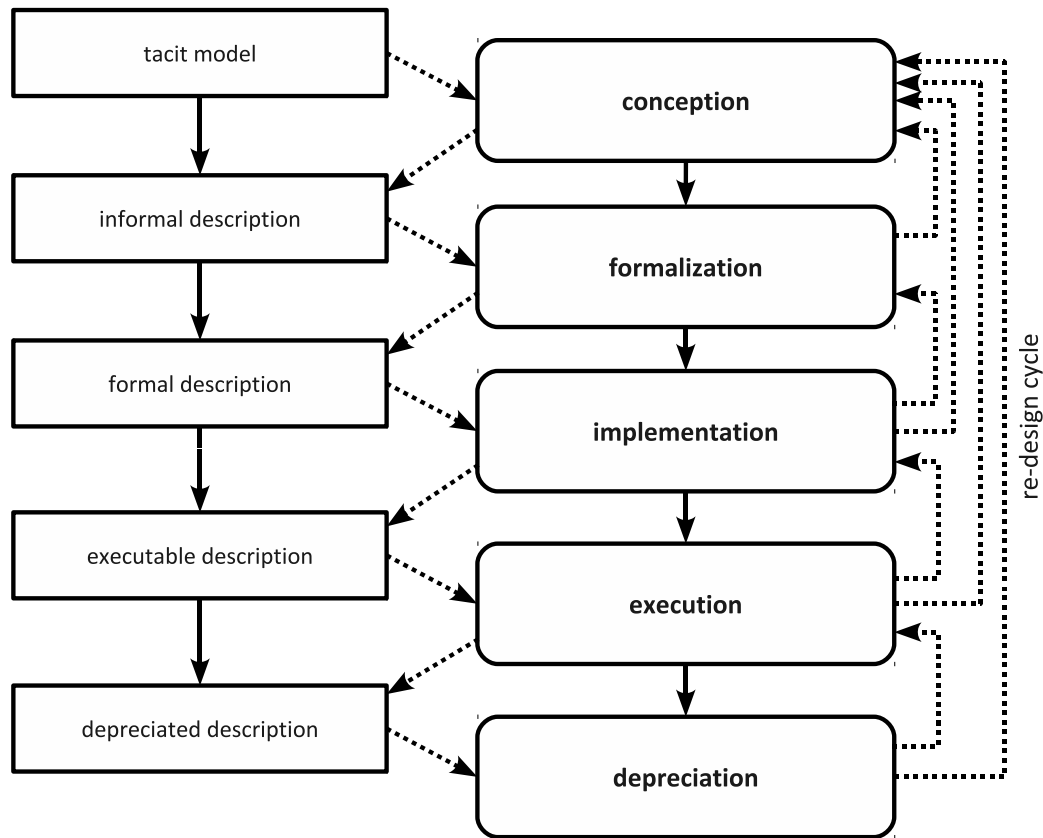 tacit model
conception
informal description
formalization
formal description
implementation
executable description
execution
depreciated description
depreciation
re-design cycle